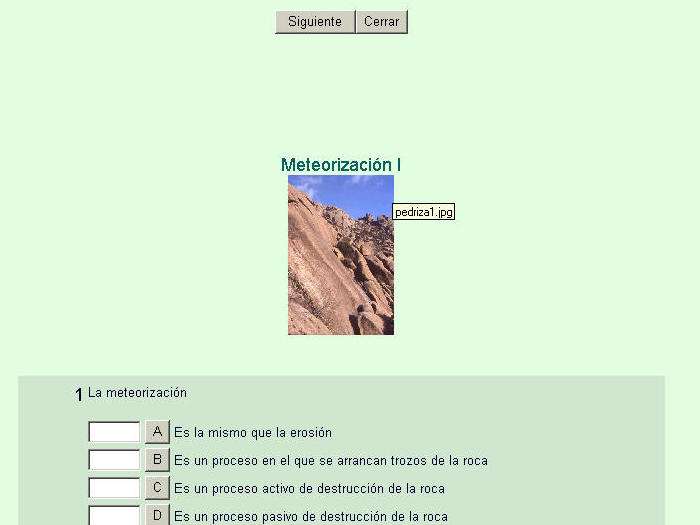 Siguiente Cerrar
Meteorización I
pedriza1.jpg
1 La meteorización
A Es la mismo que la erosión
B Es un proceso en el que se arrancan trozos de la roca
C Es un proceso activo de destrucción de la roca
D Es un proceso pasivo de destrucción de la roca